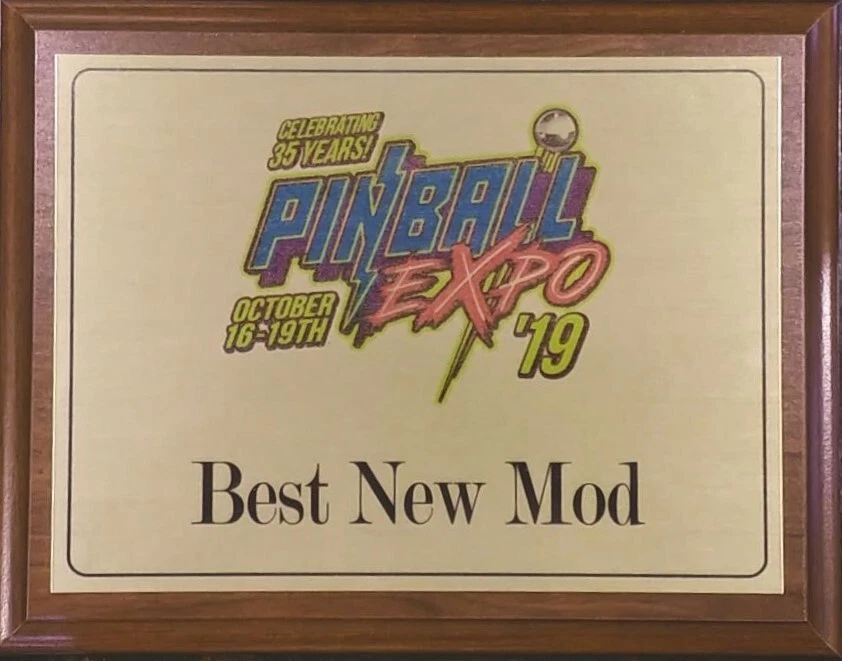 CELEBRATING
35 YEARS!
PINBALL
EXPO
OCTOBER
16-19TH
'19
Best New Mod